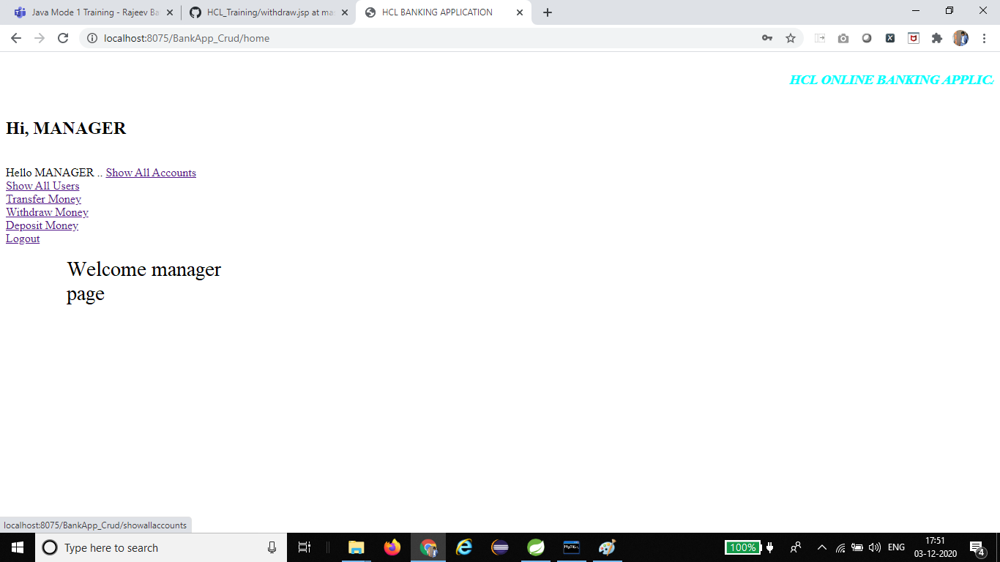 Java Mode 1 Training - Rajeev Ba
HCL_Training/withdraw.jsp at ma
HCL BANKING APPLICATION
localhost:8075/BankApp_Crud/home
HCL ONLINE BANKING APPLICA
Hi, MANAGER
Hello MANAGER .. Show All Accounts
Show All Users
Transfer Money
Withdraw Money
Deposit Money
Logout
Welcome manager
page
localhost:8075/BankApp_Crud/showallaccounts
Type here to search
MySQL
100%
ENG
17:51
03-12-2020
4